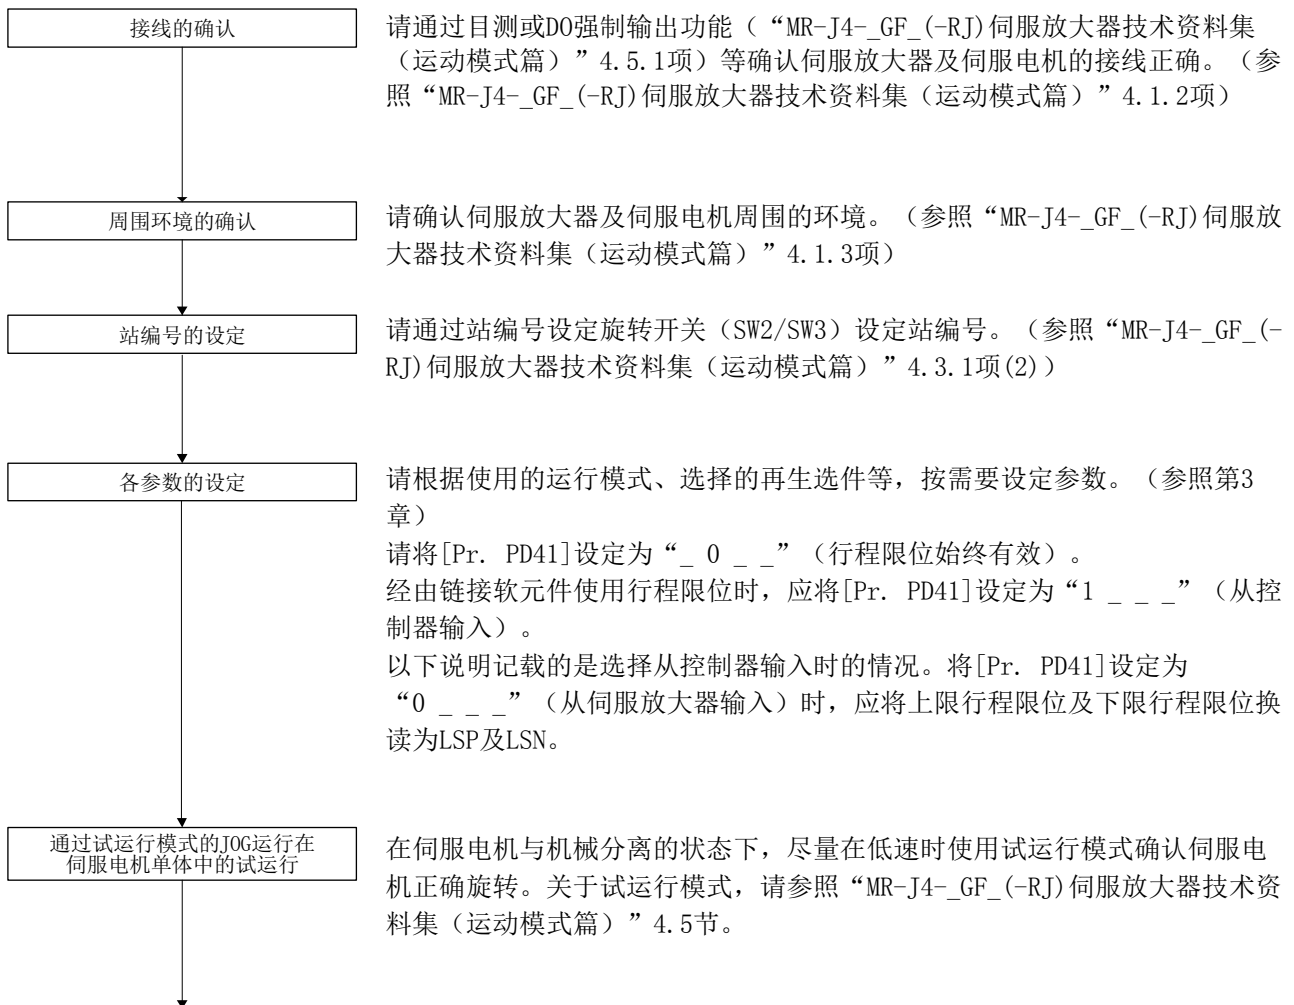 接线的确认
请通过目测或DO强制输出功能（“MR-J4-_GF_(-RJ)伺服放大器技术资料集
（运动模式篇）”4.5.1项）等确认伺服放大器及伺服电机的接线正确。（参
照“MR-J4-_GF_(-RJ)伺服放大器技术资料集（运动模式篇）”4.1.2项）
周围环境的确认
请确认伺服放大器及伺服电机周围的环境。（参照“MR-J4-_GF_(-RJ)伺服放
大器技术资料集（运动模式篇）”4.1.3项）
站编号的设定
请通过站编号设定旋转开关（SW2/SW3）设定站编号。（参照“MR-J4-_GF_(-
RJ)伺服放大器技术资料集（运动模式篇）”4.3.1项(2)）
各参数的设定
请根据使用的运行模式、选择的再生选件等，按需要设定参数。（参照第3
章）
请将[Pr. PD41]设定为“_ 0 _ _”（行程限位始终有效）。
经由链接软元件使用行程限位时，应将[Pr. PD41]设定为“1 _ _ _”（从控
制器输入）。
以下说明记载的是选择从控制器输入时的情况。将[Pr. PD41]设定为
“0 _ _ _”（从伺服放大器输入）时，应将上限行程限位及下限行程限位换
读为LSP及LSN。
通过试运行模式的JOG运行在
伺服电机单体中的试运行
在伺服电机与机械分离的状态下，尽量在低速时使用试运行模式确认伺服电
机正确旋转。关于试运行模式，请参照“MR-J4-_GF_(-RJ)伺服放大器技术资
料集（运动模式篇）”4.5节。